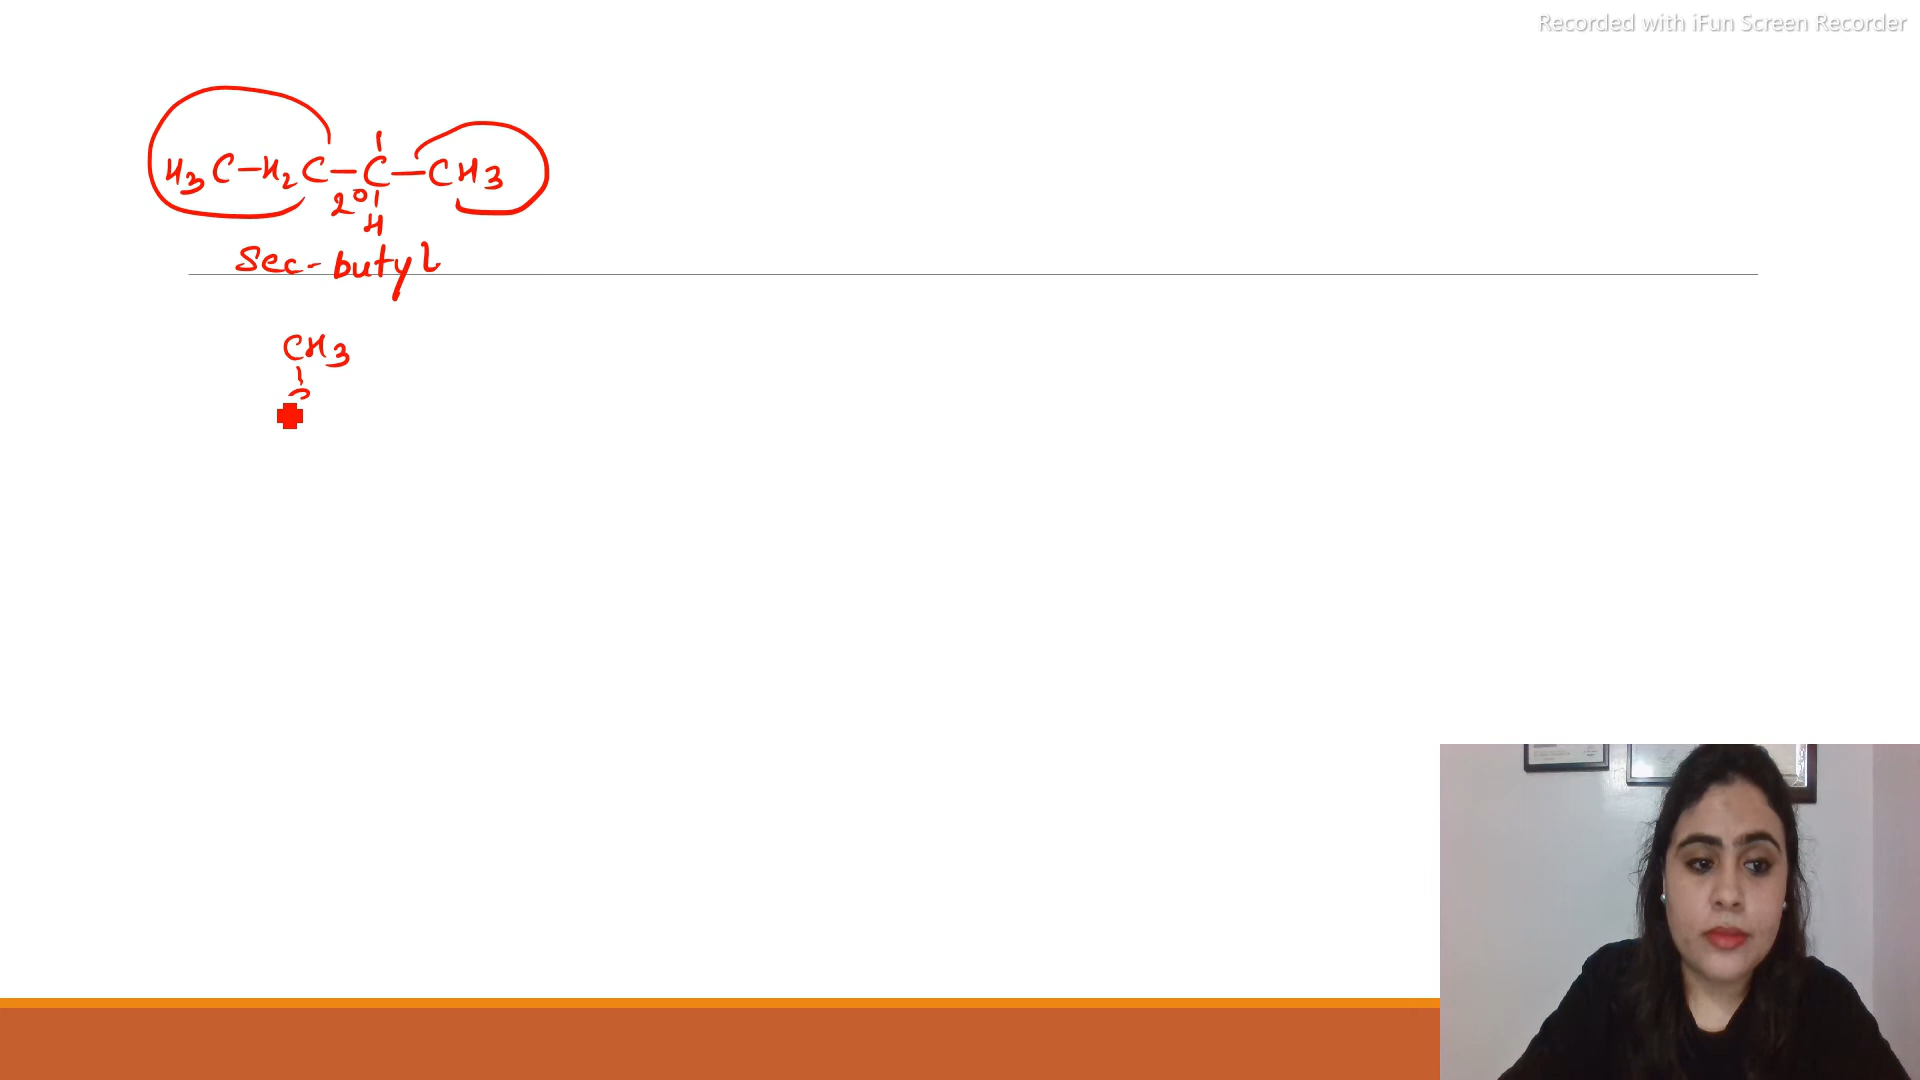 Recorded with iFun Screen Recorder
H3C-H2C-C-CH3
2°
H
Sec-butyl
CH3